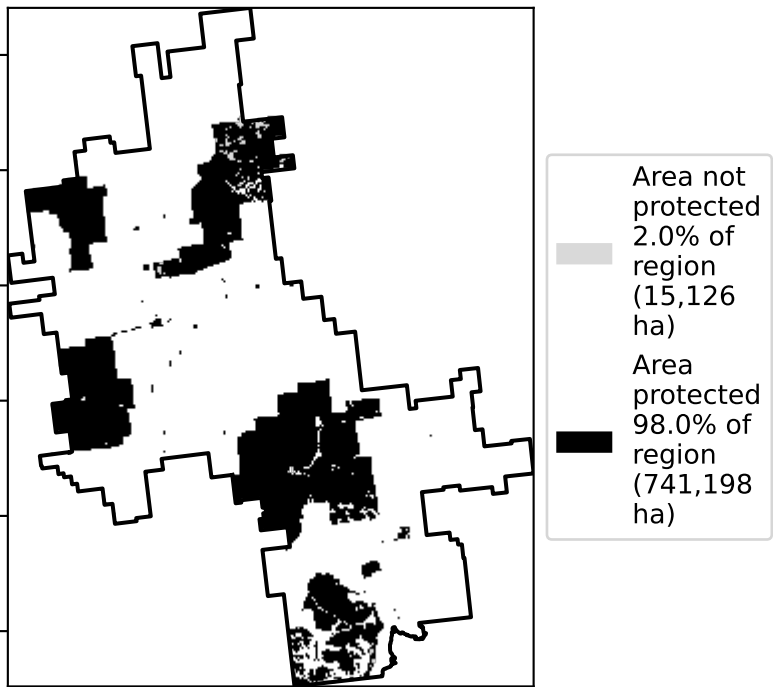 Area not
protected
2.0% of
region
(15,126
ha)
Area
protected
98.0% of
region
(741,198
ha)